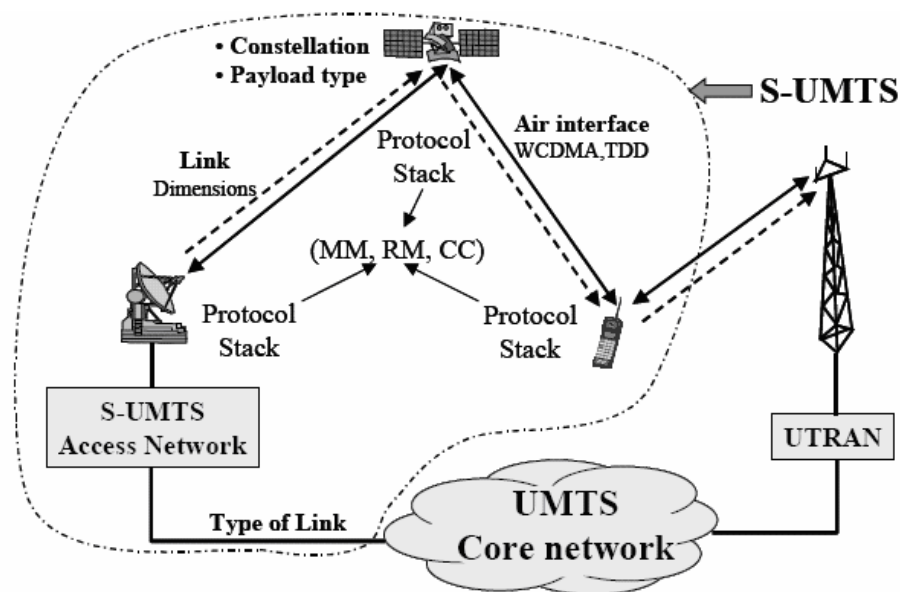 • Constellation
• Payload type
S-UMTS
Air interface
WCDMA,TDD
Protocol
Stack
Link
Dimensions
(MM, RM, CC)
Protocol
Stack
Protocol
Stack
S-UMTS
Access Network
UTRAN
UMTS
Core network
Type of Link